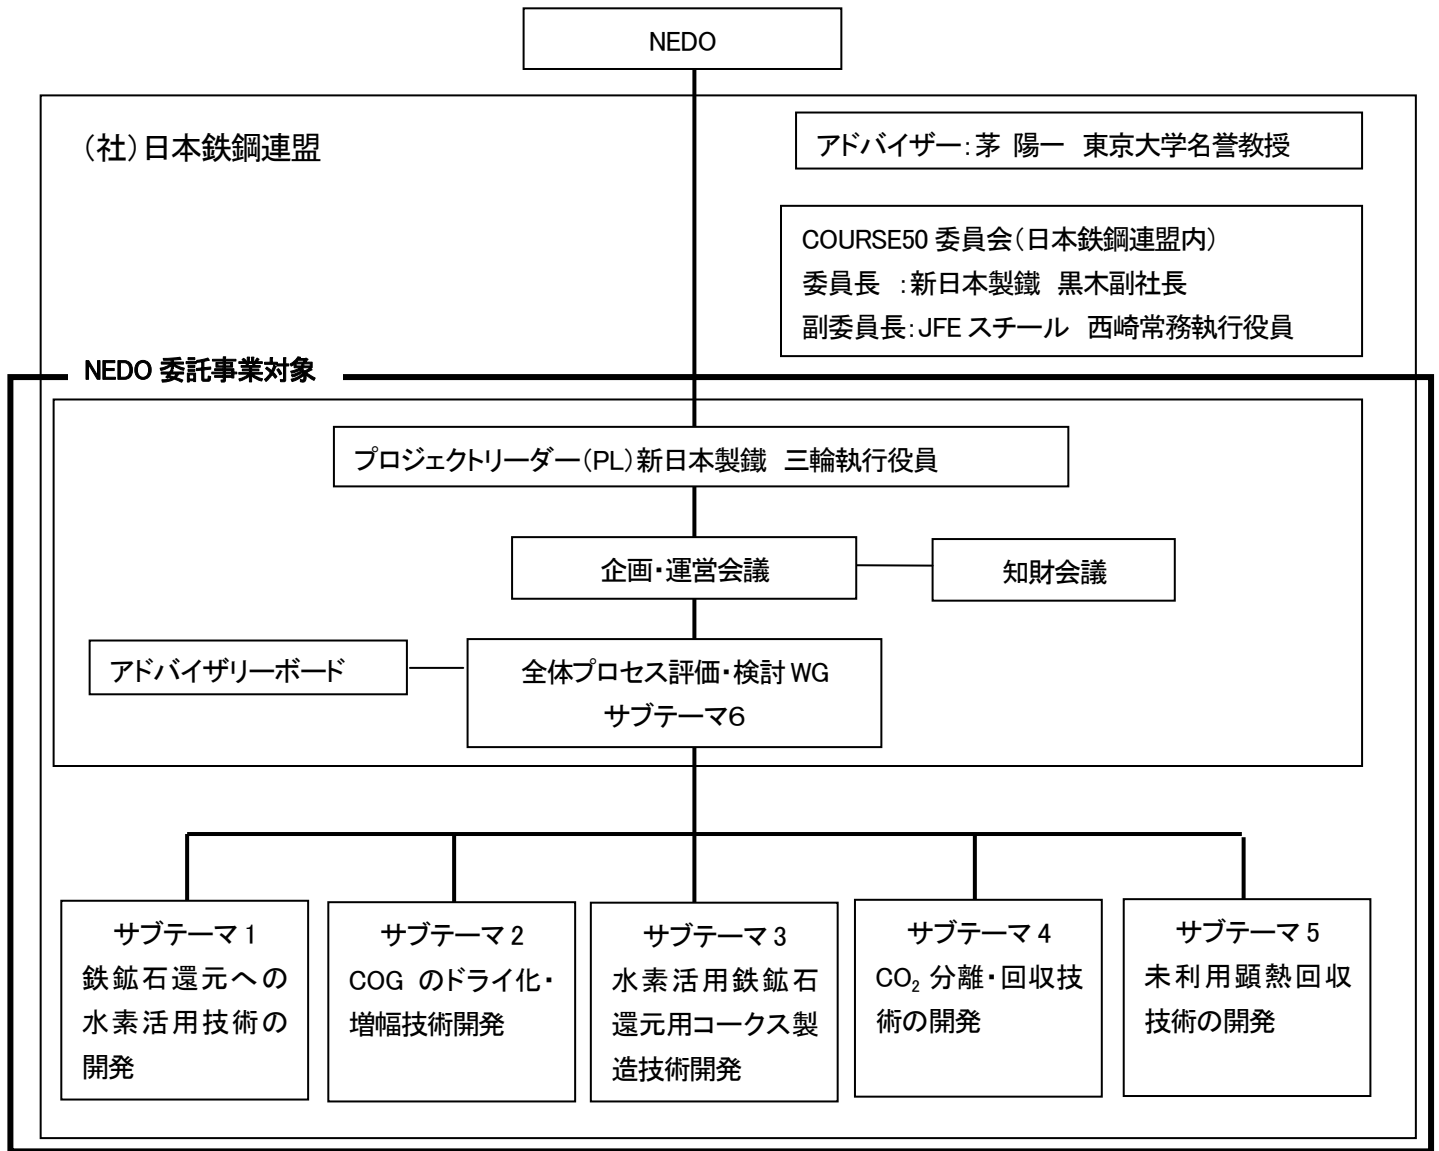 NEDO
(社)日本鉄鋼連盟
アドバイザー:茅 陽一 東京大学名誉教授
COURSE50 委員会(日本鉄鋼連盟内)
委員長 :新日本製鐵 黒木副社長
副委員長:JFE スチール 西崎常務執行役員
NEDO 委託事業対象
プロジェクトリーダー(PL)新日本製鐵 三輪執行役員
企画・運営会議
知財会議
アドバイザリーボード
全体プロセス評価・検討 WG
サブテーマ6
サブテーマ 1
鉄鉱石還元への
水素活用技術の
開発
サブテーマ 2
COG のドライ化・
増幅技術開発
サブテーマ 3
水素活用鉄鉱石
還元用コークス製
造技術開発
サブテーマ 4
CO₂ 分離・回収技
術の開発
サブテーマ 5
未利用顕熱回収
技術の開発